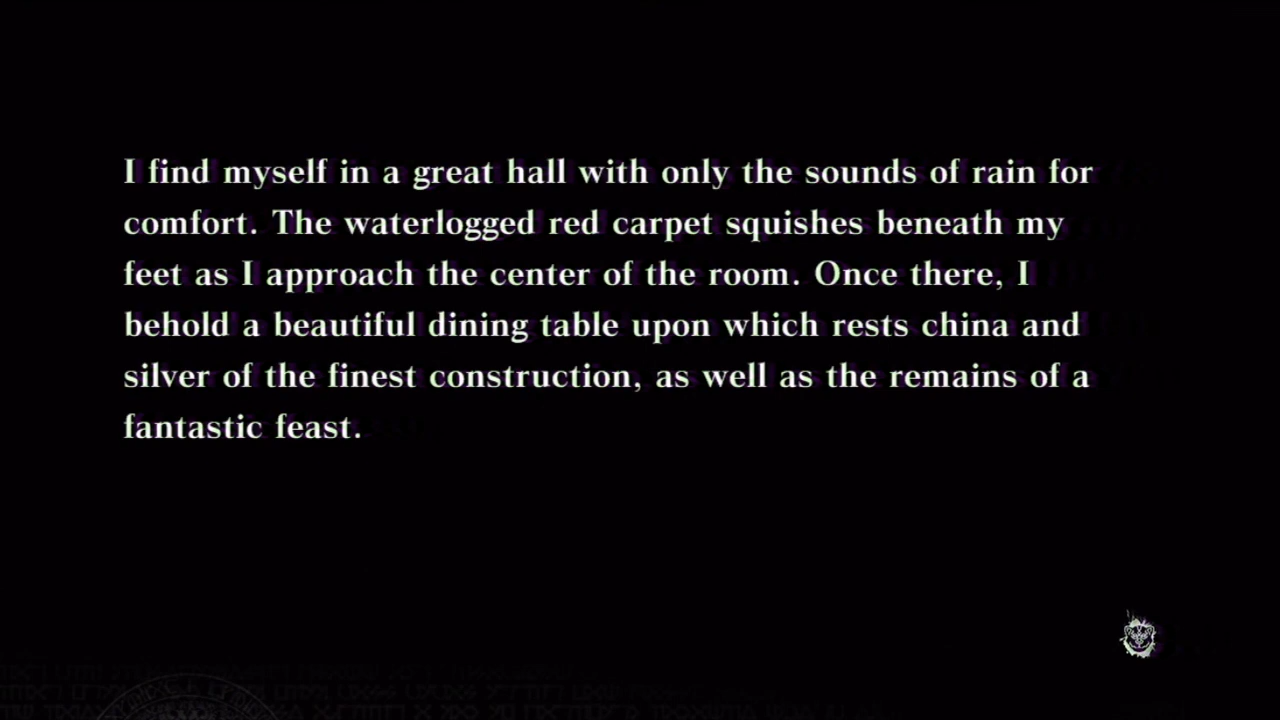 I find myself in a great hall with only the sounds of rain for
comfort. The waterlogged red carpet squishes beneath my
feet as I approach the center of the room. Once there, I
behold a beautiful dining table upon which rests china and
silver of the finest construction, as well as the remains of a
fantastic feast.